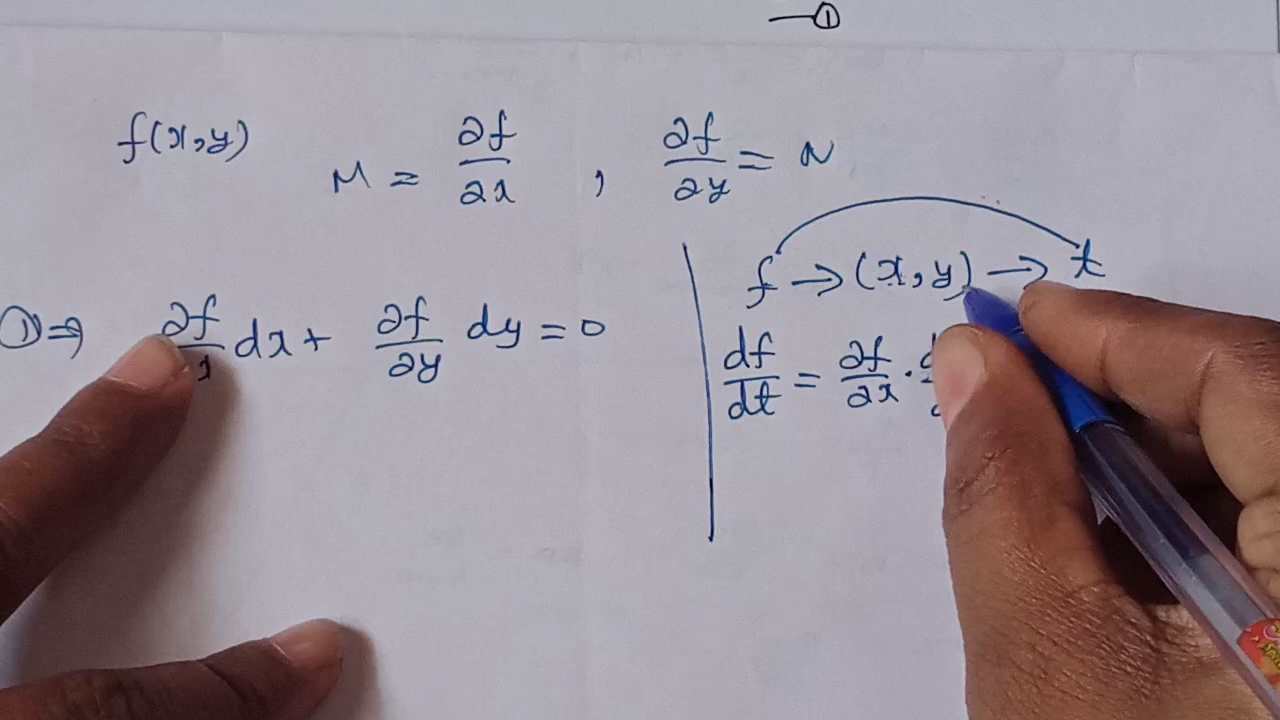 —①
f(x,y)
M = ∂f/∂x , ∂f/∂y = N
①⇒ ∂f/∂x dx + ∂f/∂y dy = 0
f → (x,y) → t
df/dt = ∂f/∂x ·